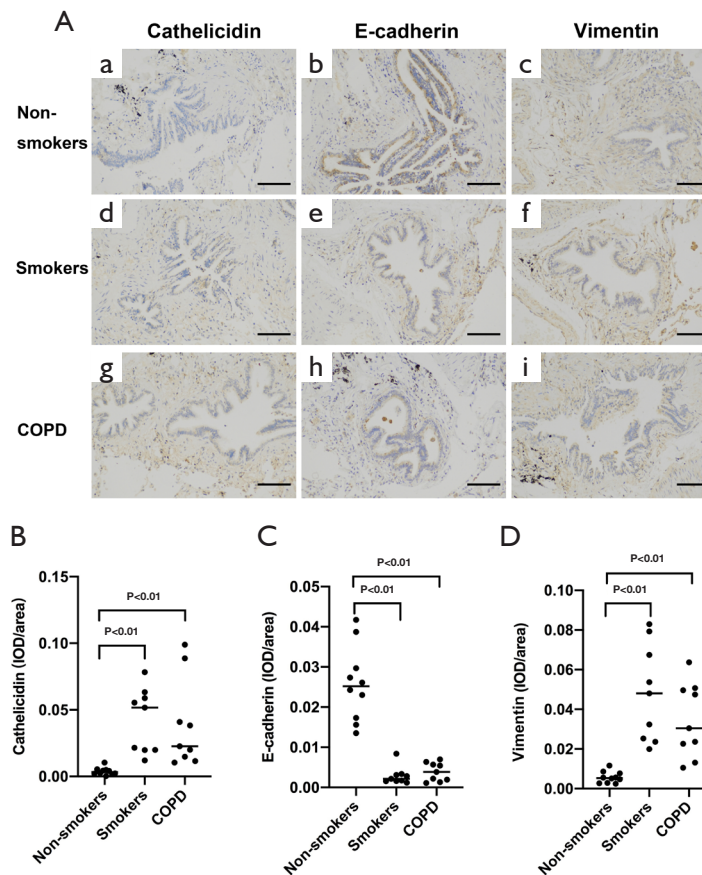 A
Cathelicidin
E-cadherin
Vimentin
a
b
c
Non-
smokers
d
e
f
Smokers
g
h
i
COPD
B
P<0.01
P<0.01
0.15
0.10
0.05
0.00
Cathelicidin (IOD/area)
Non-smokers
Smokers
COPD
C
P<0.01
P<0.01
0.05
0.04
0.03
0.02
0.01
0.00
E-cadherin (IOD/area)
Non-smokers
Smokers
COPD
D
P<0.01
P<0.01
0.10
0.08
0.06
0.04
0.02
0.00
Vimentin (IOD/area)
Non-smokers
Smokers
COPD